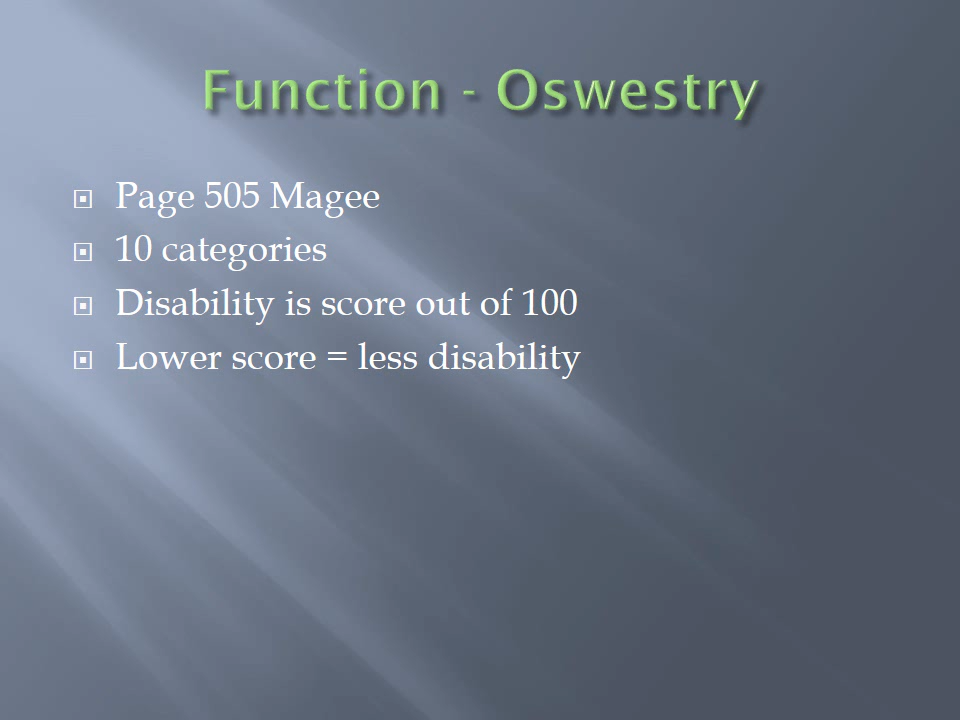 Function - Oswestry
Page 505 Magee
10 categories
Disability is score out of 100
Lower score = less disability